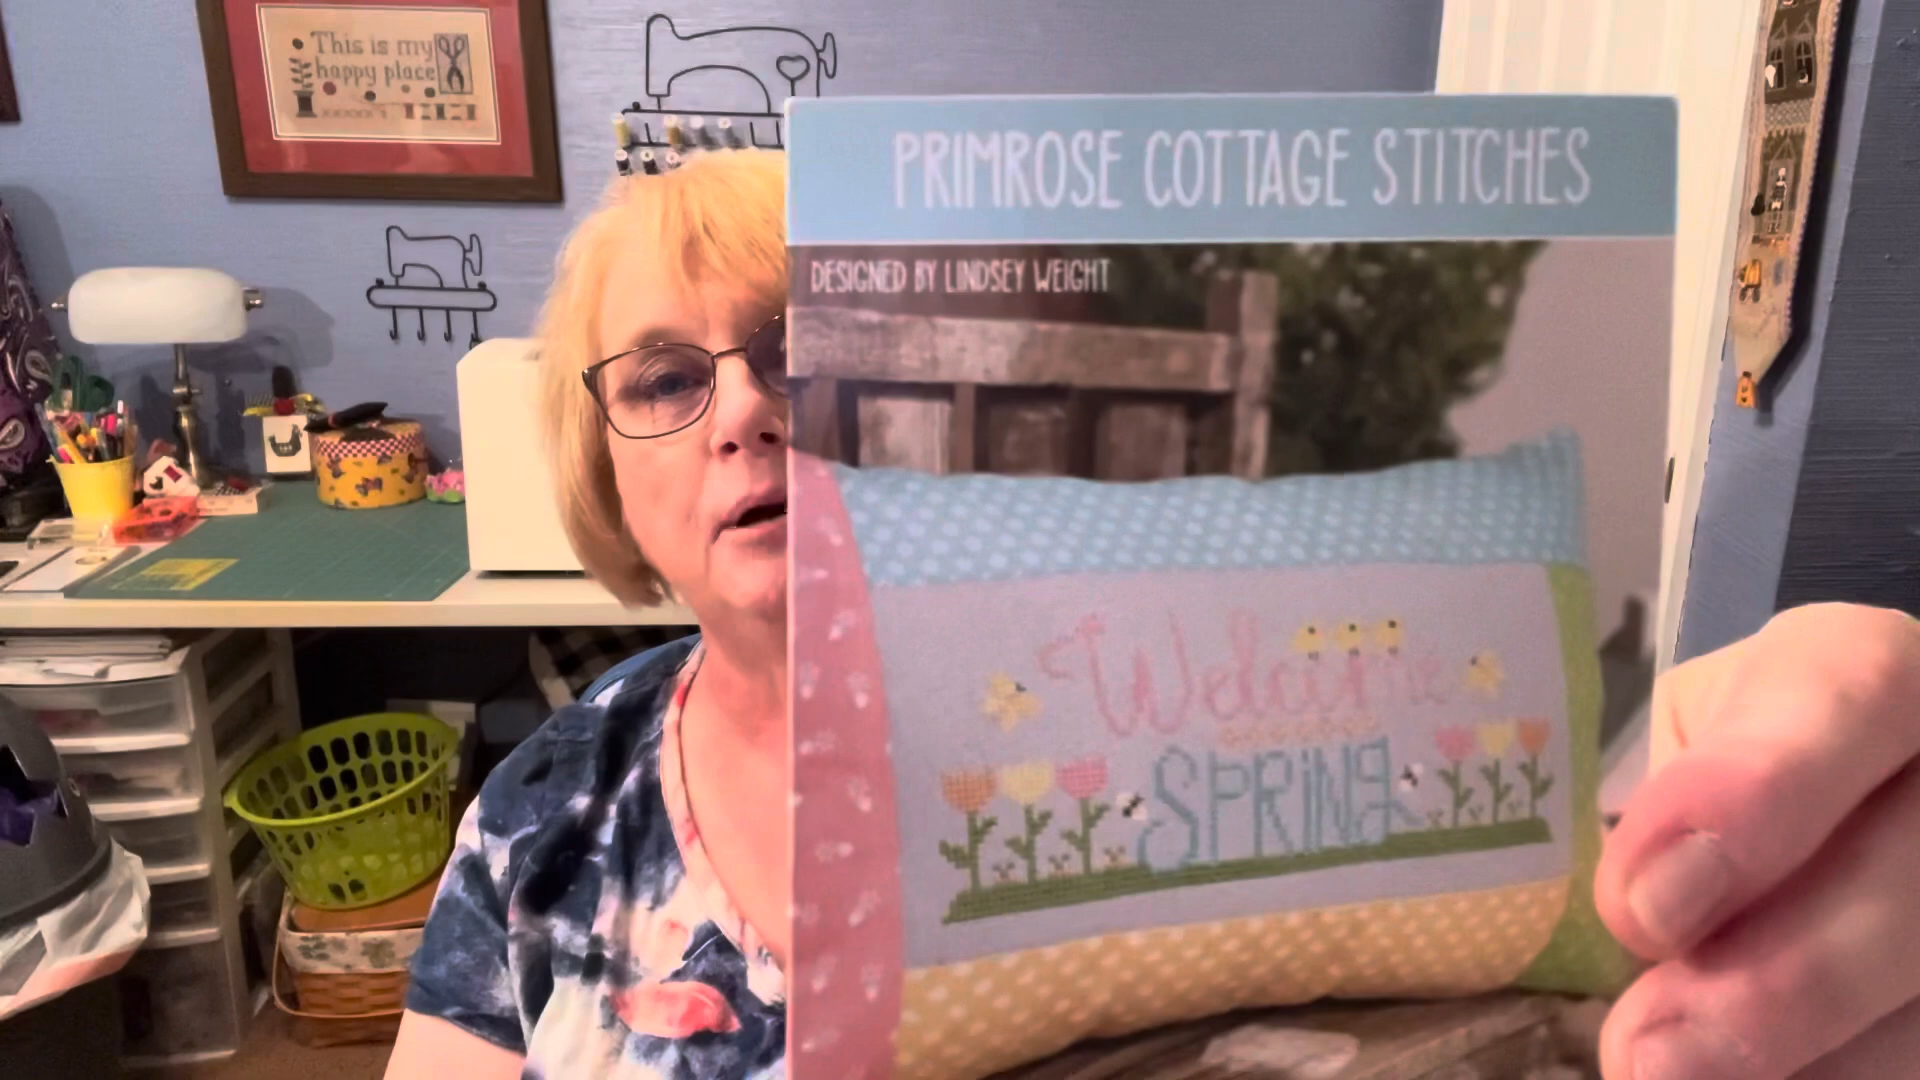 This is my
happy place
PRIMROSE COTTAGE STITCHES
DESIGNED BY LINDSEY WEIGHT
Welcome
SPRING